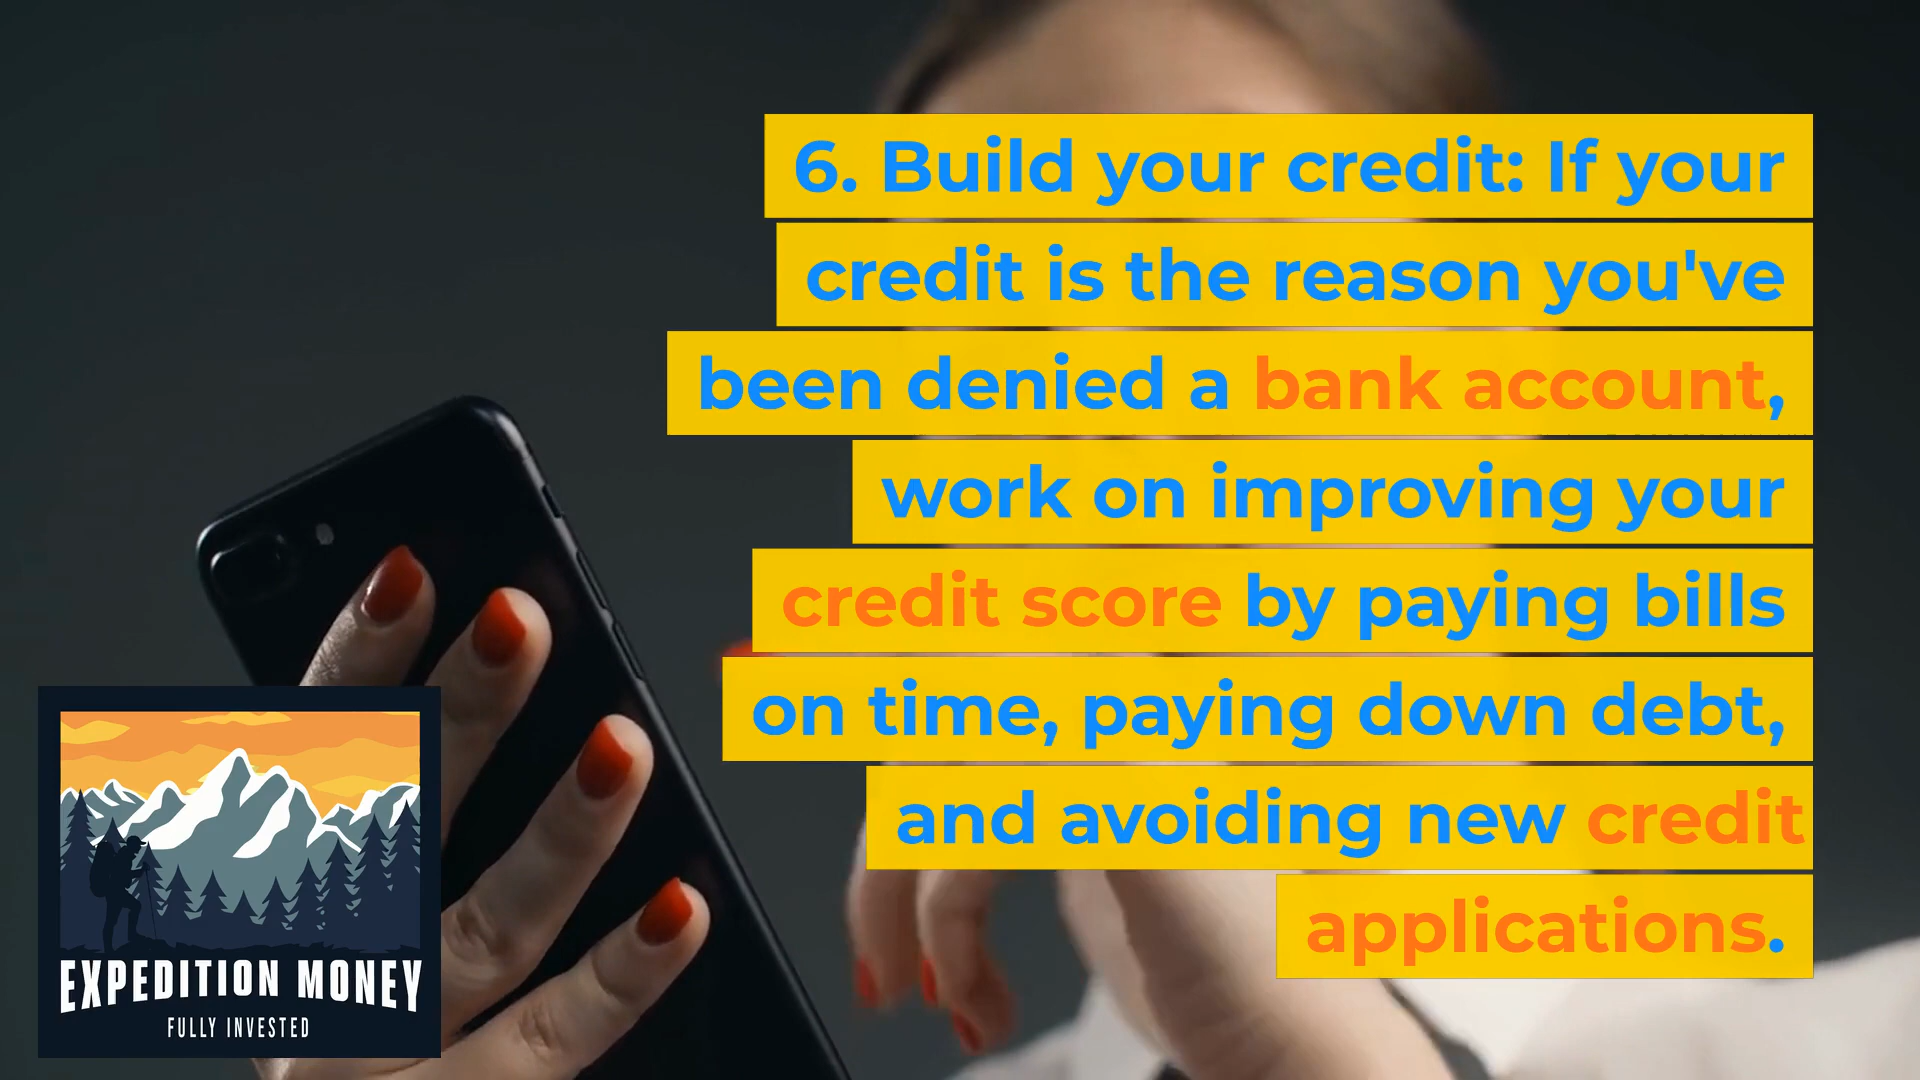 6. Build your credit: If your
credit is the reason you've
been denied a bank account,
work on improving your
credit score by paying bills
on time, paying down debt,
and avoiding new credit
applications.
EXPEDITION MONEY
FULLY INVESTED